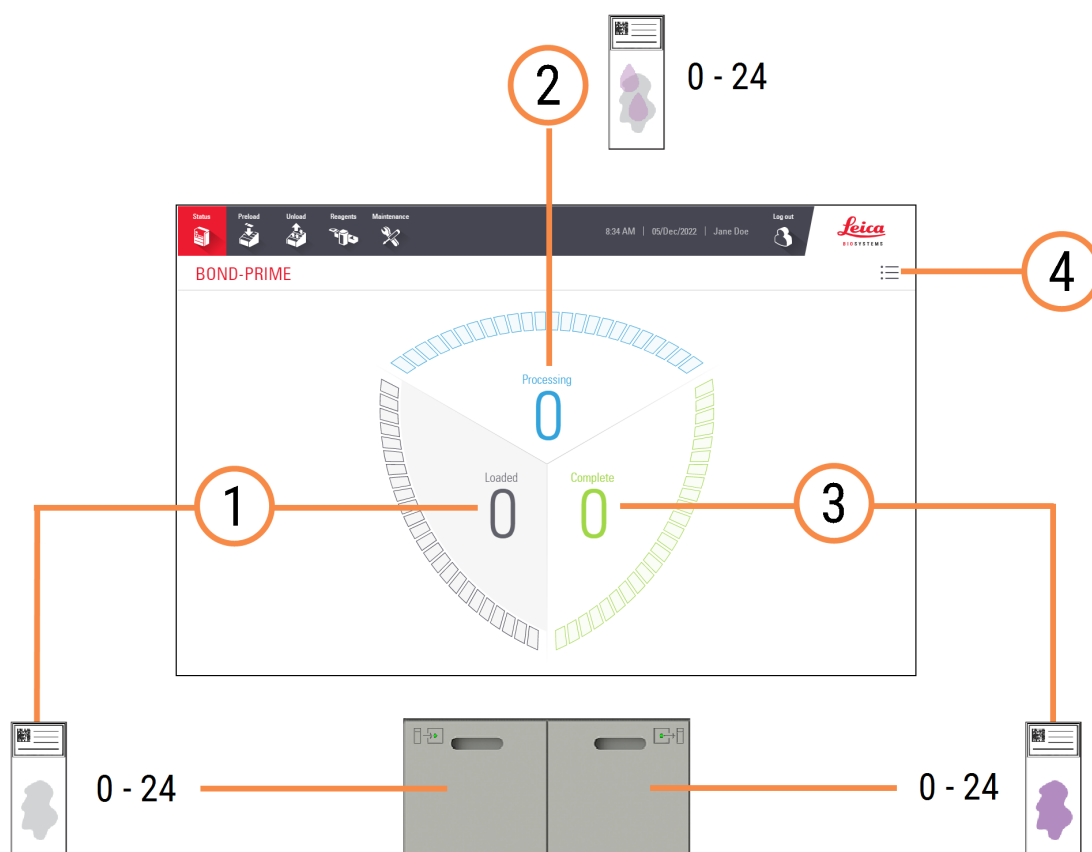 2
0 - 24
Status
Preload
Unload
Reagents
Maintenance
8:34 AM | 05/Dec/2022 | Jane Doe
Log out
Leica
BIOSYSTEMS
BOND-PRIME
4
Processing
0
Loaded
0
Complete
0
1
3
0 - 24
0 - 24